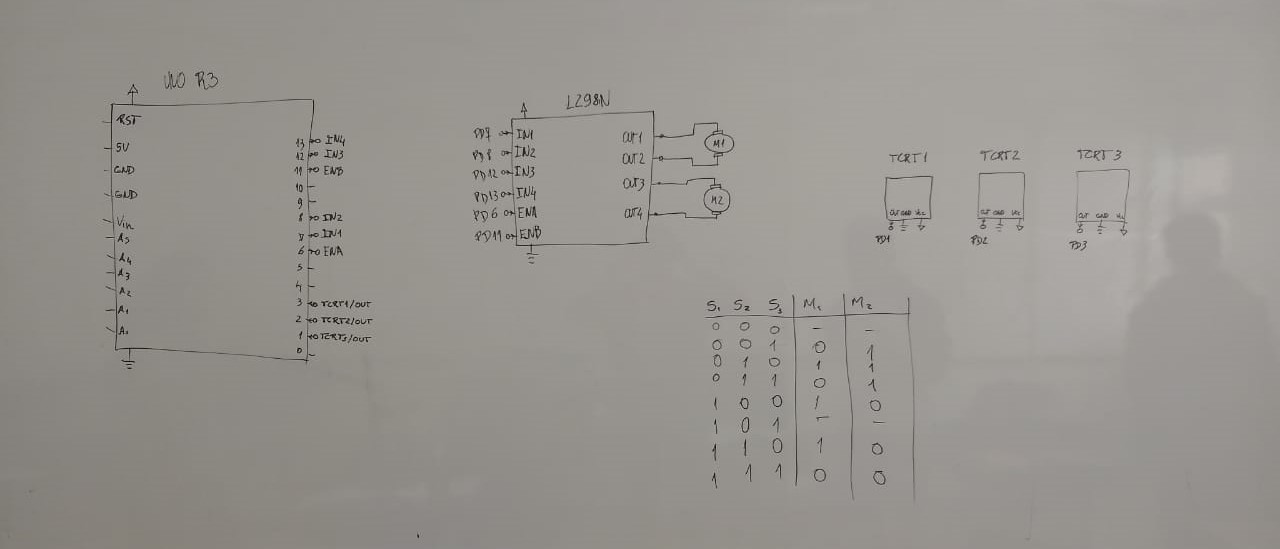 UNO R3
RST
5V
GND
GND
Vin
A5
A4
A3
A2
A1
A0
13 IN4
12 IN3
11 ENB
10
9
8 IN2
7 IN1
6 ENA
5
4
3 TCRT1/OUT
2 TCRT2/OUT
1 TCRT3/OUT
0
L298N
PD7 IN1
PD8 IN2
PD12 IN3
PD13 IN4
PD6 ENA
PD11 ENB
OUT1
OUT2
OUT3
OUT4
M1
M2
TCRT1
OUT GND Vcc
PD1
TCRT2
OUT GND Vcc
PD2
TCRT3
OUT GND Vcc
PD3
S1 S2 S3 M1 M2
0 0 0 - -
0 0 1 0 1
0 1 0 1 1
0 1 1 0 1
1 0 0 1 0
1 0 1 - -
1 1 0 1 0
1 1 1 0 0